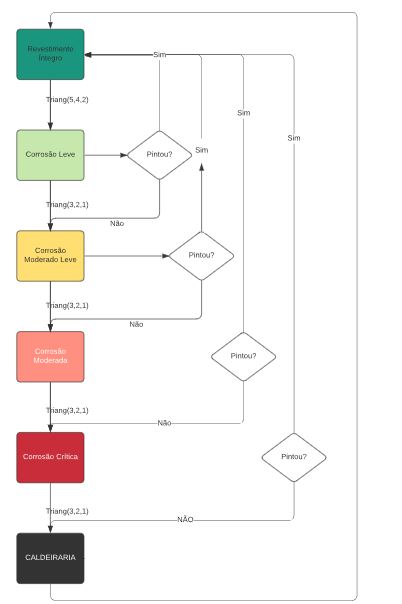 Revestimento
Íntegro
Sim
Triang(5,4,2)
Sim
Sim
Sim
Corrosão Leve
Pintou?
Triang(3,2,1)
Não
Corrosão
Moderado Leve
Pintou?
Triang(3,2,1)
Não
Corrosão
Moderada
Pintou?
Triang(3,2,1)
Não
Corrosão Crítica
Pintou?
Triang(3,2,1)
NÃO
CALDEIRARIA